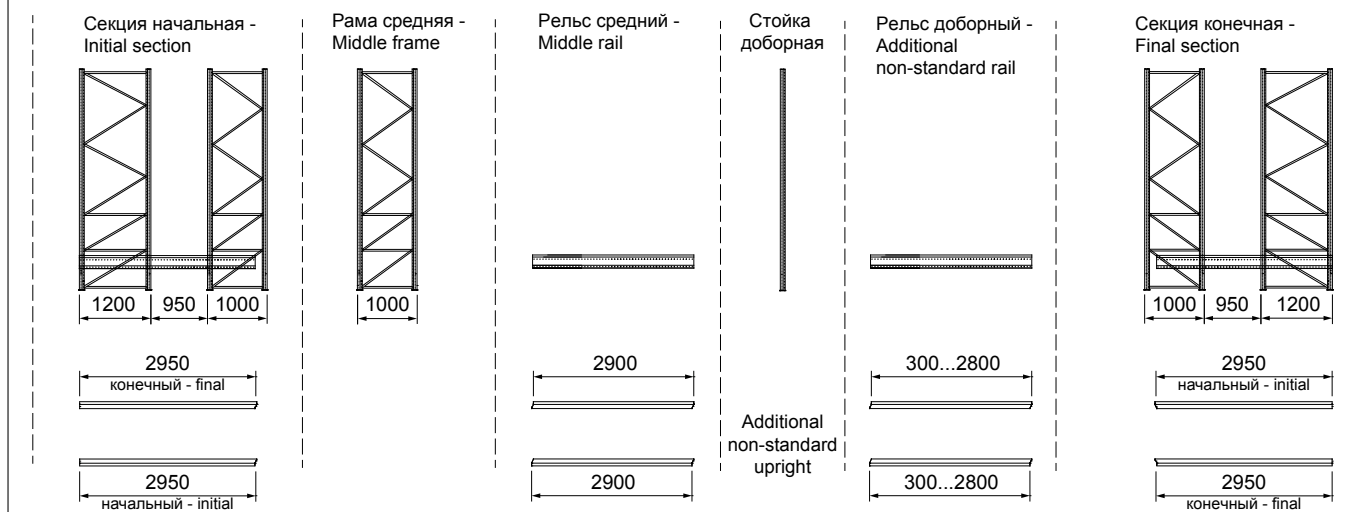 Секция начальная -
Initial section
1200 950 1000
2950
конечный - final
2950
начальный - initial
Рама средняя -
Middle frame
1000
Рельс средний -
Middle rail
2900
2900
Стойка
доборная
Additional
non-standard
upright
Рельс доборный -
Additional
non-standard rail
300...2800
300...2800
Секция конечная -
Final section
1000 950 1200
2950
начальный - initial
2950
конечный - final